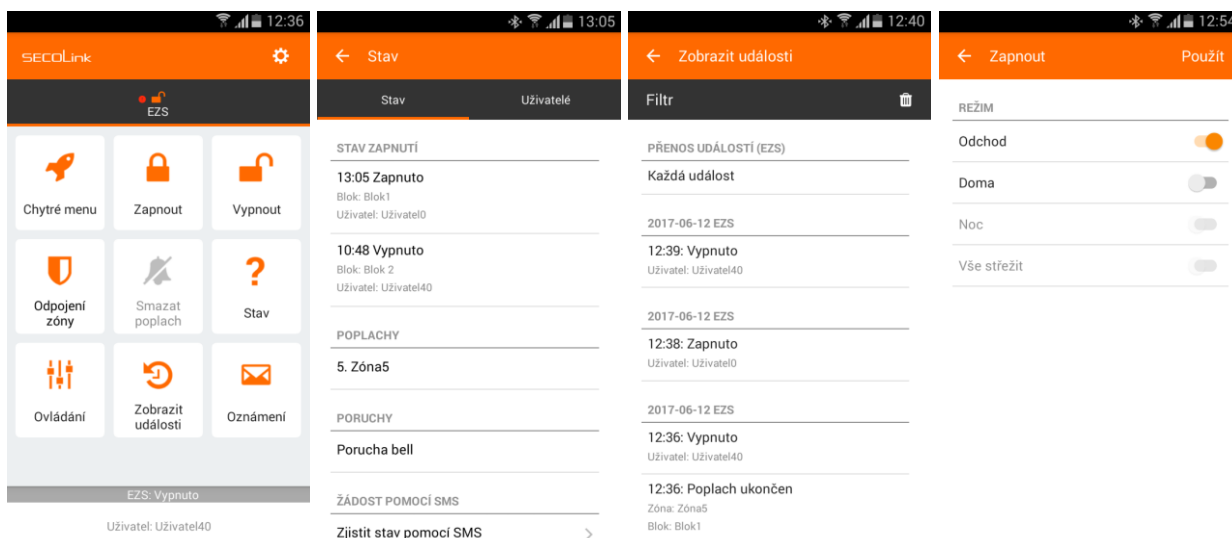 12:36
SECOLink
EZS
Chytré menu
Zapnout
Vypnout
Odpojení
zóny
Smazat
poplach
Stav
Ovládání
Zobrazit
události
Oznámení
EZS: Vypnuto
Uživatel: Uživatel40
13:05
Stav
Stav
Uživatelé
STAV ZAPNUTÍ
13:05 Zapnuto
Blok: Blok1
Uživatel: Uživatel0
10:48 Vypnuto
Blok: Blok 2
Uživatel: Uživatel40
POPLACHY
5. Zóna5
PORUCHY
Porucha bell
ŽÁDOST POMOCÍ SMS
Zjistit stav pomocí SMS
12:40
Zobrazit události
Filtr
PŘENOS UDÁLOSTÍ (EZS)
Každá událost
2017-06-12 EZS
12:39: Vypnuto
Uživatel: Uživatel40
2017-06-12 EZS
12:38: Zapnuto
Uživatel: Uživatel0
2017-06-12 EZS
12:36: Vypnuto
Uživatel: Uživatel40
12:36: Poplach ukončen
Zóna: Zóna5
Blok: Blok1
12:54
Zapnout
Použít
REŽIM
Odchod
Doma
Noc
Vše střežit